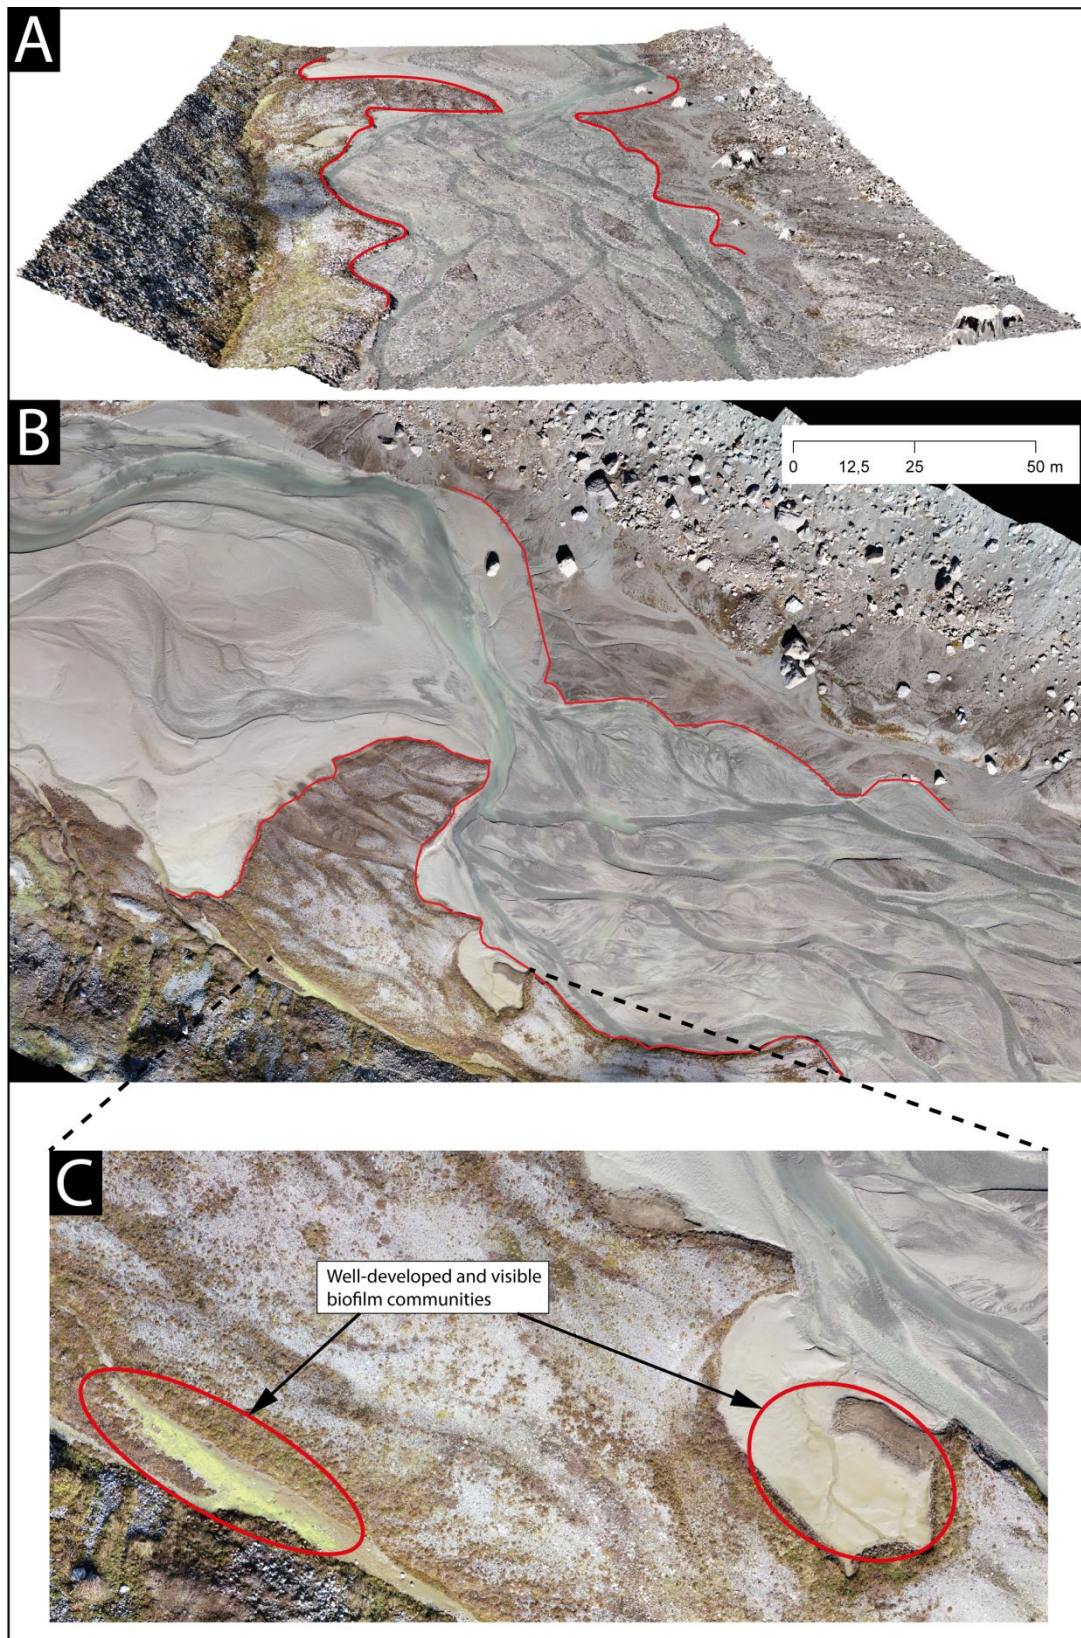 A
B
0 12,5 25 50 m
C
Well-developed and visible
biofilm communities